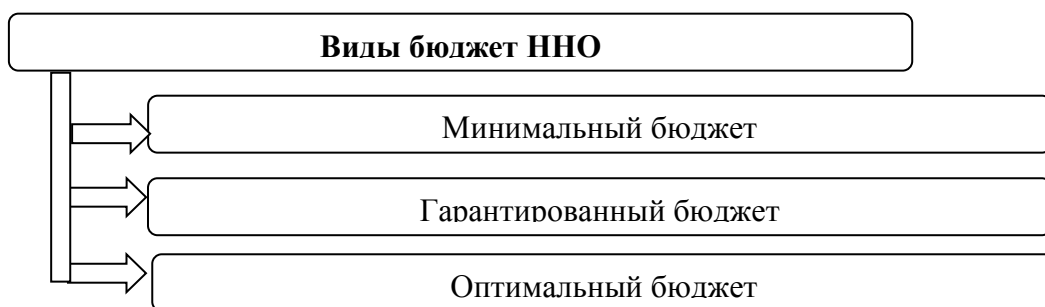 Виды бюджет ННО
Минимальный бюджет
Гарантированный бюджет
Оптимальный бюджет